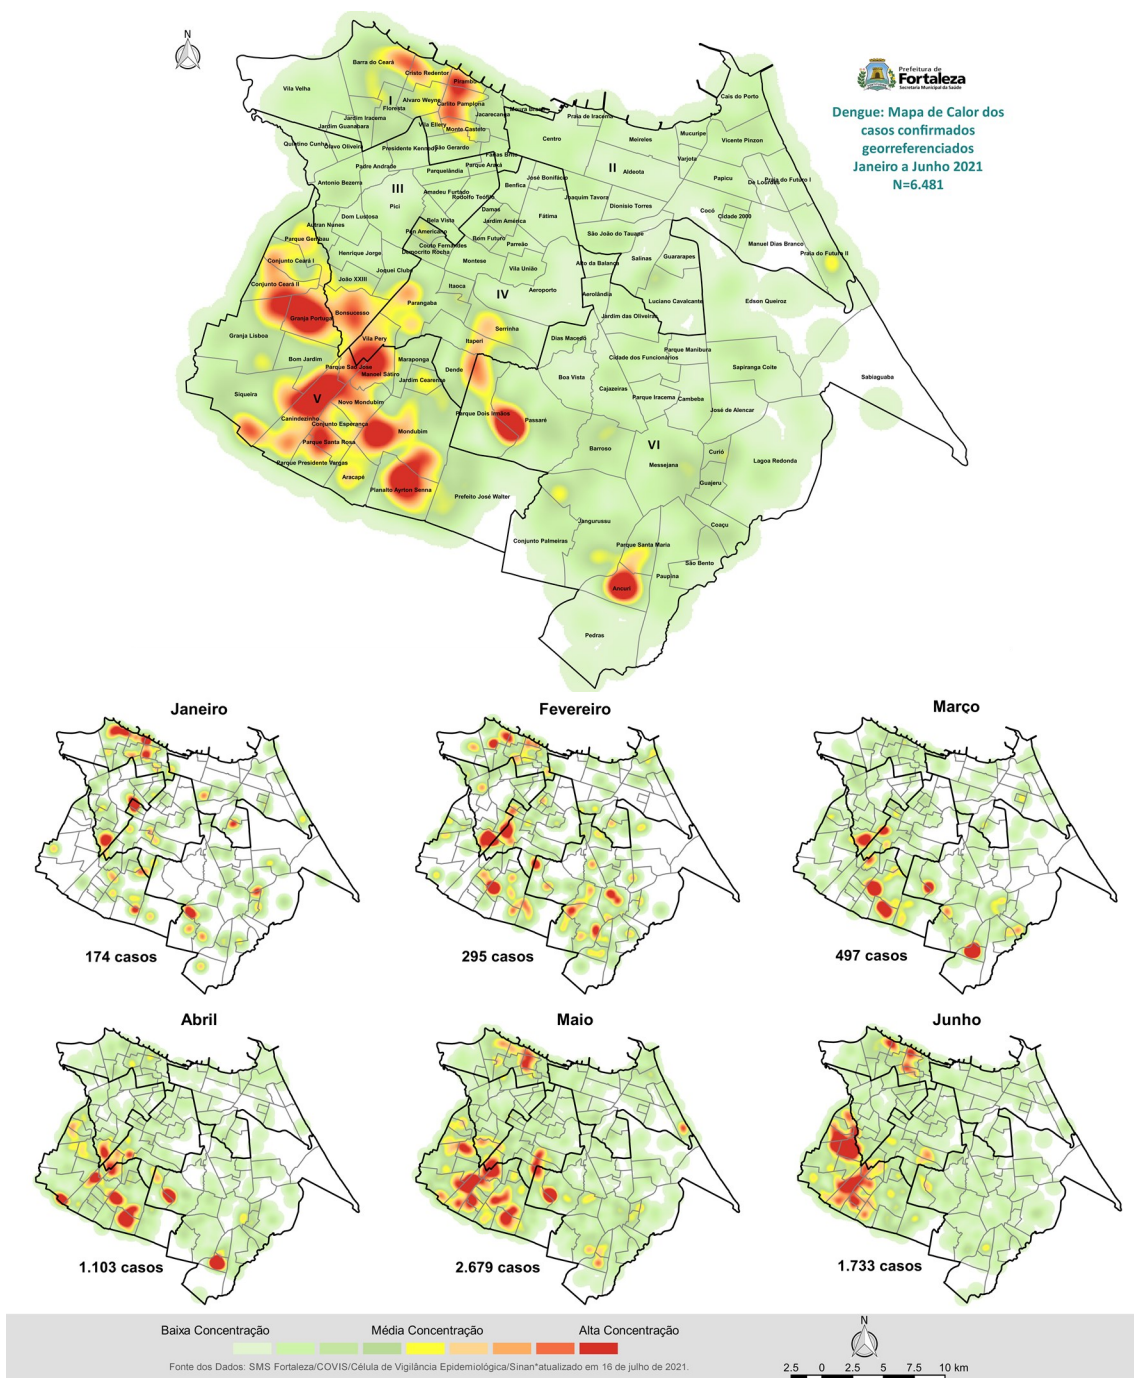 N
Prefeitura de
Fortaleza
Secretaria Municipal da Saúde
Dengue: Mapa de Calor dos
casos confirmados
georreferenciados
Janeiro a Junho 2021
N=6.481
Barra do Ceará
Cristo Redentor
Pirambu
Vila Velha
I
Alvaro Weyne
Carlito Pamplona
Floresta
Jacarecanga
Moura Brasil
Cais do Porto
Jardim Iracema
Praia de Iracema
Jardim Guanabara
Vila Ellery
Monte Castelo
Mucuripe
Quintino Cunha
Olavo Oliveira
Presidente Kennedy
São Gerardo
Centro
Meireles
Vicente Pinzon
Farias Brito
Varjota
Padre Andrade
Parque Araxá
Parquelândia
II
Aldeota
Antonio Bezerra
José Bonifácio
Papicu
De Lourdes
Praia do Futuro I
III
Amadeu Furtado
Benfica
Pici
Rodolfo Teófilo
Joaquim Tavora
Dionísio Torres
Dom Lustosa
Damas
Cocó
Cidade 2000
Autran Nunes
Bela Vista
Jardim América
Fátima
Pan Americano
São João do Tauape
Parque Genibau
Bom Futuro
Couto Fernandes
Parreão
Manuel Dias Branco
Henrique Jorge
Democrito Rocha
Praia do Futuro II
Conjunto Ceará I
Montese
Alto da Balança
Salinas
Guararapes
Joquei Clube
Vila União
João XXIII
Conjunto Ceará II
Itaoca
Aeroporto
IV
Aerolândia
Luciano Cavalcante
Edson Queiroz
Parangaba
Bonsucesso
Granja Portugal
Jardim das Oliveiras
Serrinha
Granja Lisboa
Vila Pery
Itaperi
Dias Macedo
Parque Manibura
Bom Jardim
Maraponga
Cidade dos Funcionários
Parque São José
Dende
Sapiranga Coite
Manoel Sátiro
Jardim Cearense
Boa Vista
Sabiaguaba
Siqueira
Cajazeiras
V
Novo Mondubim
Parque Iracema
Cambeba
José de Alencar
Parque Dois Irmãos
Canindezinho
Passaré
Conjunto Esperança
Mondubim
Parque Santa Rosa
VI
Barroso
Curió
Parque Presidente Vargas
Messejana
Lagoa Redonda
Aracapé
Guajeru
Planalto Ayrton Senna
Prefeito José Walter
Jangurussu
Coaçu
Conjunto Palmeiras
Parque Santa Maria
São Bento
Paupina
Ancuri
Pedras
Janeiro
Fevereiro
Março
174 casos
295 casos
497 casos
Abril
Maio
Junho
1.103 casos
2.679 casos
1.733 casos
Baixa Concentração
Média Concentração
Alta Concentração
N
Fonte dos Dados: SMS Fortaleza/COVIS/Célula de Vigilância Epidemiológica/Sinan*atualizado em 16 de julho de 2021.
2.5 0 2.5 5 7.5 10 km